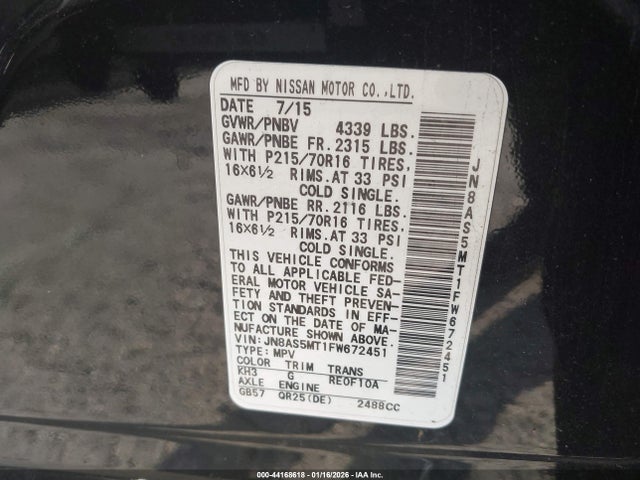 MFD BY NISSAN MOTOR CO.,LTD.
DATE 7/15
GVWR/PNBV 4339 LBS.
GAWR/PNBE FR. 2315 LBS.
WITH P215/70R16 TIRES,
16×6½ RIMS.AT 33 PSI
COLD SINGLE.
GAWR/PNBE RR. 2116 LBS.
WITH P215/70R16 TIRES,
16×6½ RIMS.AT 33 PSI
COLD SINGLE.
THIS VEHICLE CONFORMS
TO ALL APPLICABLE FED-
ERAL MOTOR VEHICLE SA-
FETY AND THEFT PREVEN-
TION STANDARDS IN EFF-
ECT ON THE DATE OF MA-
NUFACTURE SHOWN ABOVE.
VIN: JN8AS5MT1FW672451
TYPE: MPV
COLOR TRIM TRANS
KH3 G RE0F10A
AXLE ENGINE
GB57 QR25(DE) 2488CC
JN8AS5MT1FW672451
000-44168618 | 01/16/2026 - IAA Inc.